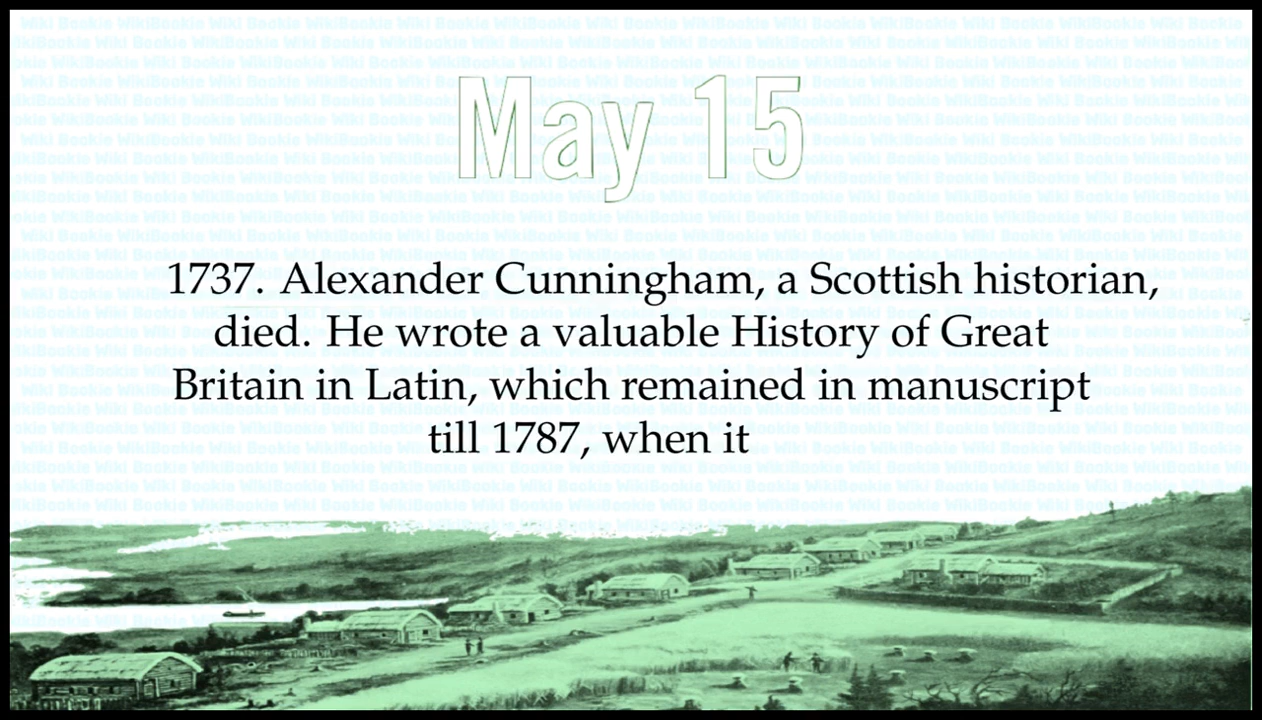 May 15
1737. Alexander Cunningham, a Scottish historian,
died. He wrote a valuable History of Great
Britain in Latin, which remained in manuscript
till 1787, when it